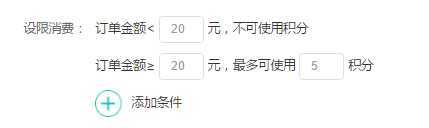 设限消费： 订单金额< 20 元，不可使用积分
订单金额≥ 20 元，最多可使用 5 积分
添加条件